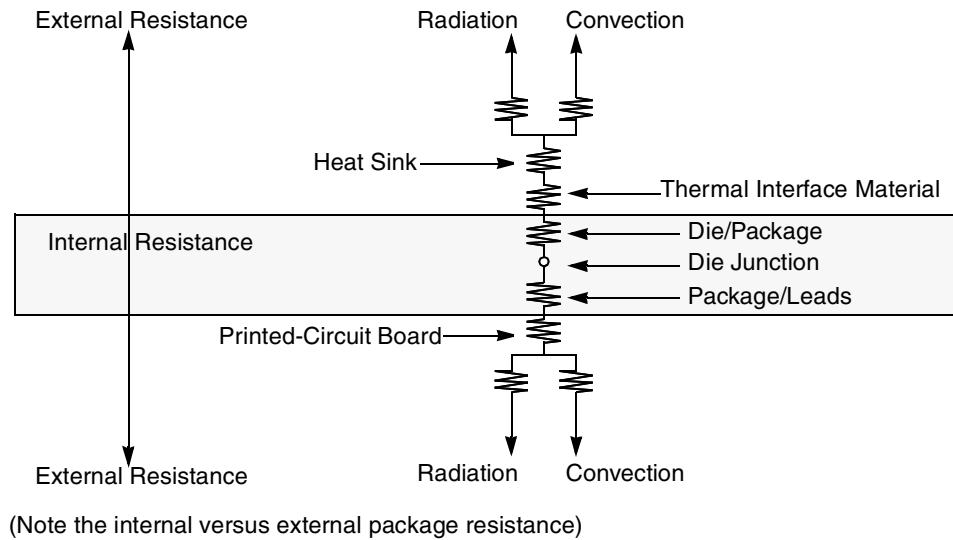 External Resistance
Radiation
Convection
Heat Sink
Thermal Interface Material
Internal Resistance
Die/Package
Die Junction
Package/Leads
Printed-Circuit Board
External Resistance
Radiation
Convection
(Note the internal versus external package resistance)